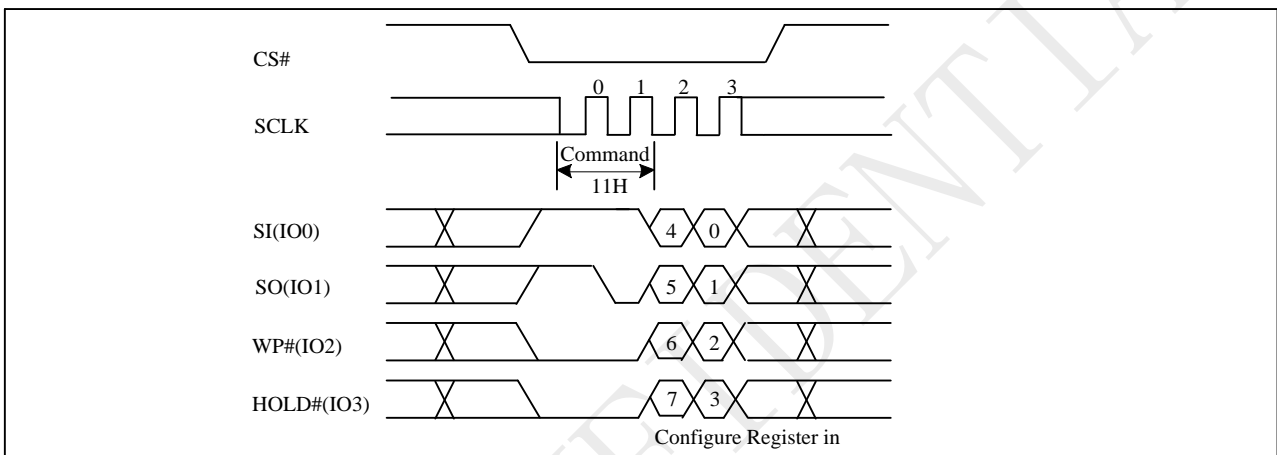 CS#
0 1 2 3
SCLK
Command
11H
SI(IO0)
4 0
SO(IO1)
5 1
WP#(IO2)
6 2
HOLD#(IO3)
7 3
Configure Register in